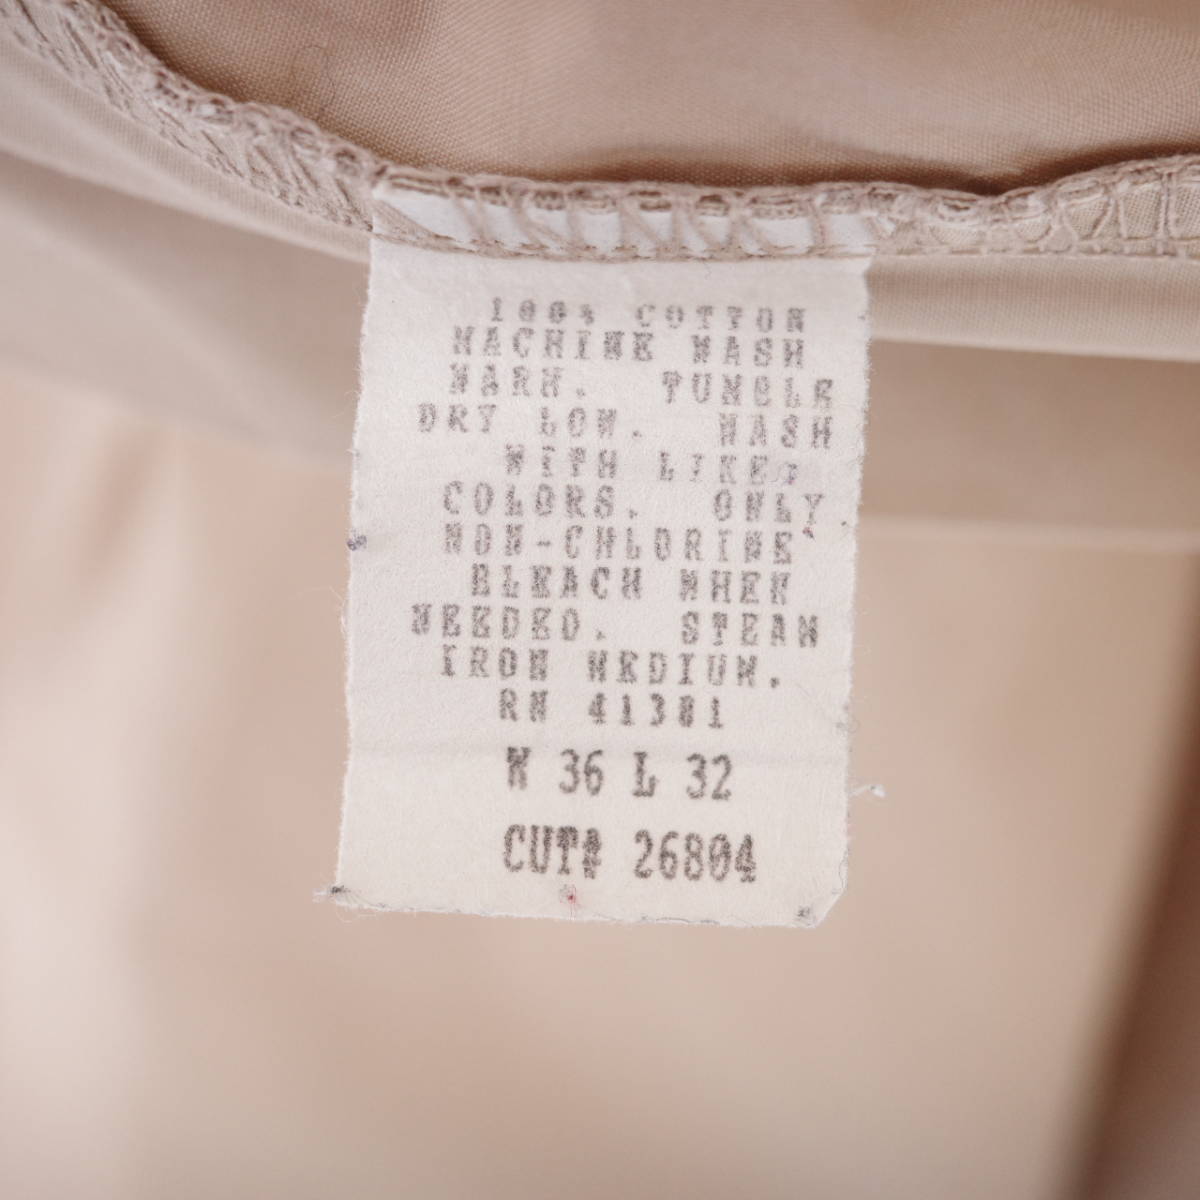 100% COTTON
MACHINE WASH
WARM. TUMBLE
DRY LOW. WASH
WITH LIKE
COLORS. ONLY
NON-CHLORINE
BLEACH WHEN
NEEDED. STEAM
IRON MEDIUM.
RN 41381
W 36 L 32
CUT# 26804